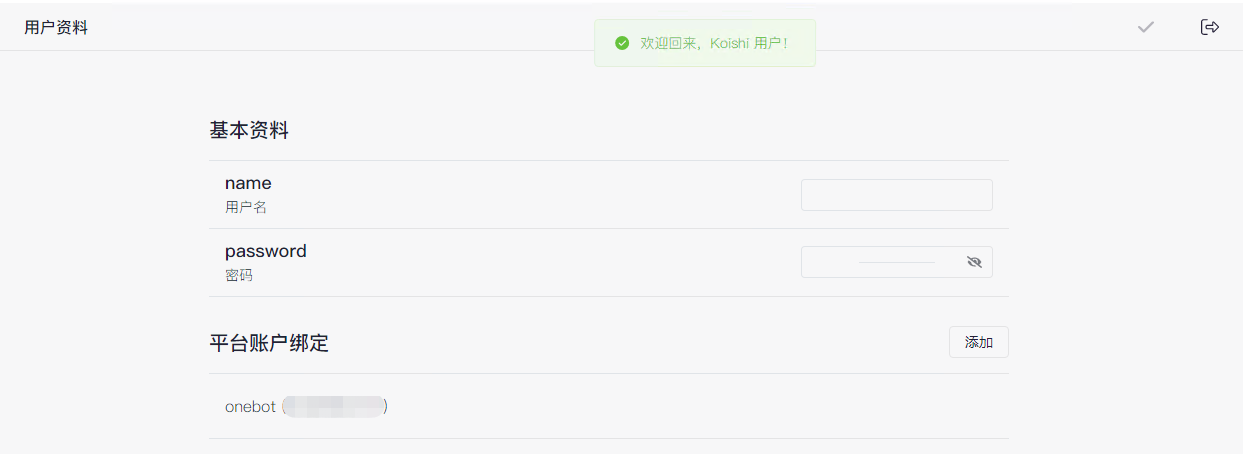 用户资料
欢迎回来，Koishi 用户！
基本资料
name
用户名
password
密码
平台账户绑定
添加
onebot ( )